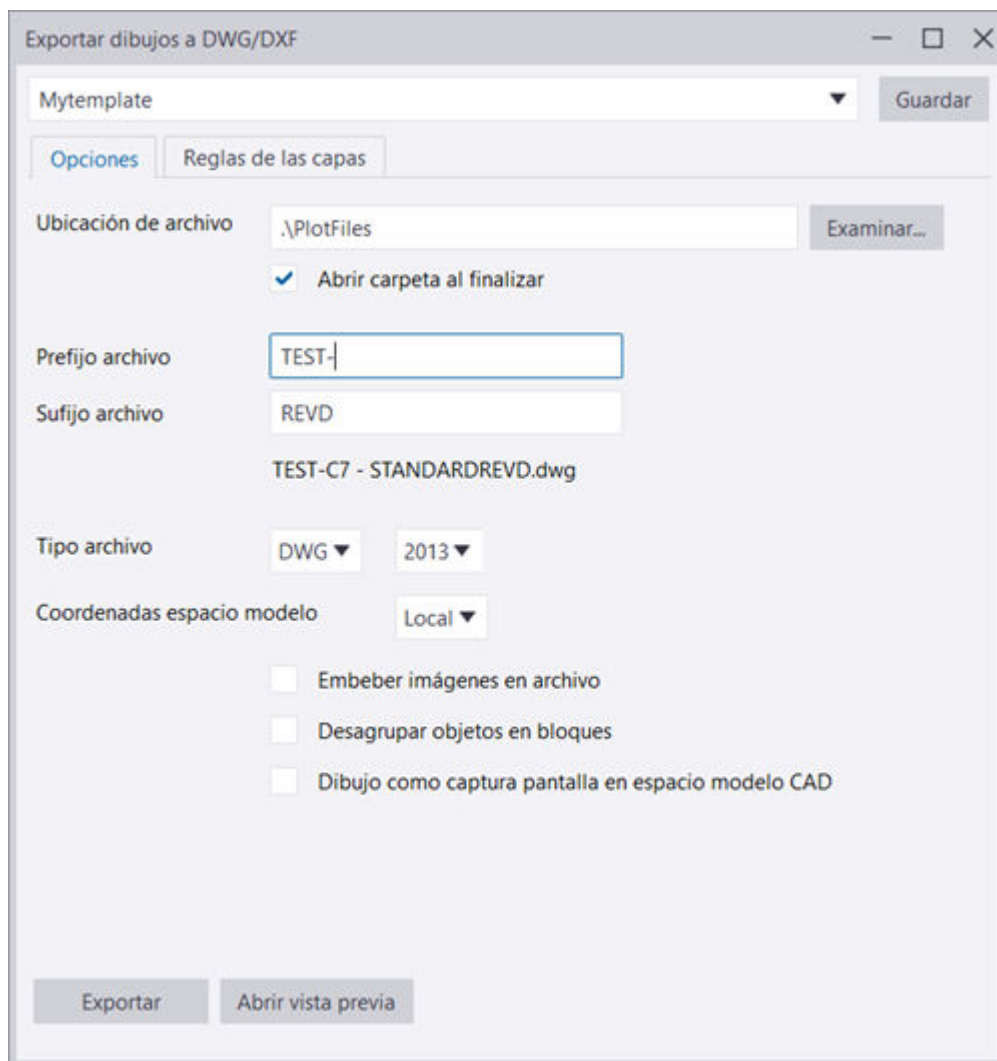 Exportar dibujos a DWG/DXF
Mytemplate
Guardar
Opciones
Reglas de las capas
Ubicación de archivo
.\PlotFiles
Examinar...
Abrir carpeta al finalizar
Prefijo archivo
TEST-
Sufijo archivo
REVD
TEST-C7 - STANDARDREVD.dwg
Tipo archivo
DWG
2013
Coordenadas espacio modelo
Local
Embeber imágenes en archivo
Desagrupar objetos en bloques
Dibujo como captura pantalla en espacio modelo CAD
Exportar
Abrir vista previa